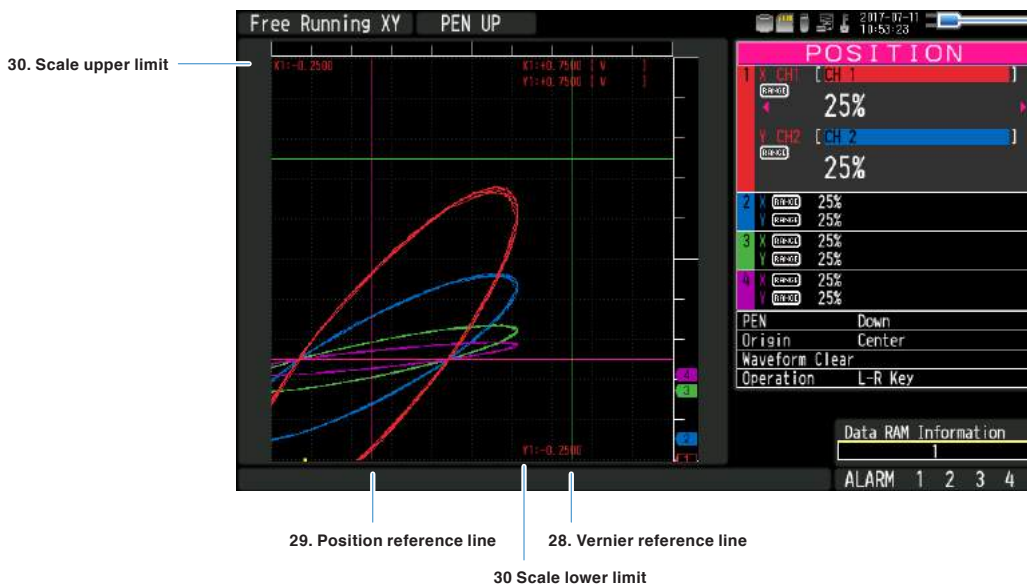 Free Running XY PEN UP
2017-07-11
10:53:23
30. Scale upper limit
X1:-0.2500
X1:+0.7500 [ V ]
Y1:+0.7500 [ V ]
Y1:-0.2500
4
3
2
1
POSITION
1 X CH1 [CH 1 ]
RANGE
25%
Y CH2 [CH 2 ]
RANGE
25%
2 X RANGE 25%
Y RANGE 25%
3 X RANGE 25%
Y RANGE 25%
4 X RANGE 25%
Y RANGE 25%
PEN Down
Origin Center
Waveform Clear
Operation L-R Key
Data RAM Information
1
ALARM 1 2 3 4
29. Position reference line
28. Vernier reference line
30 Scale lower limit